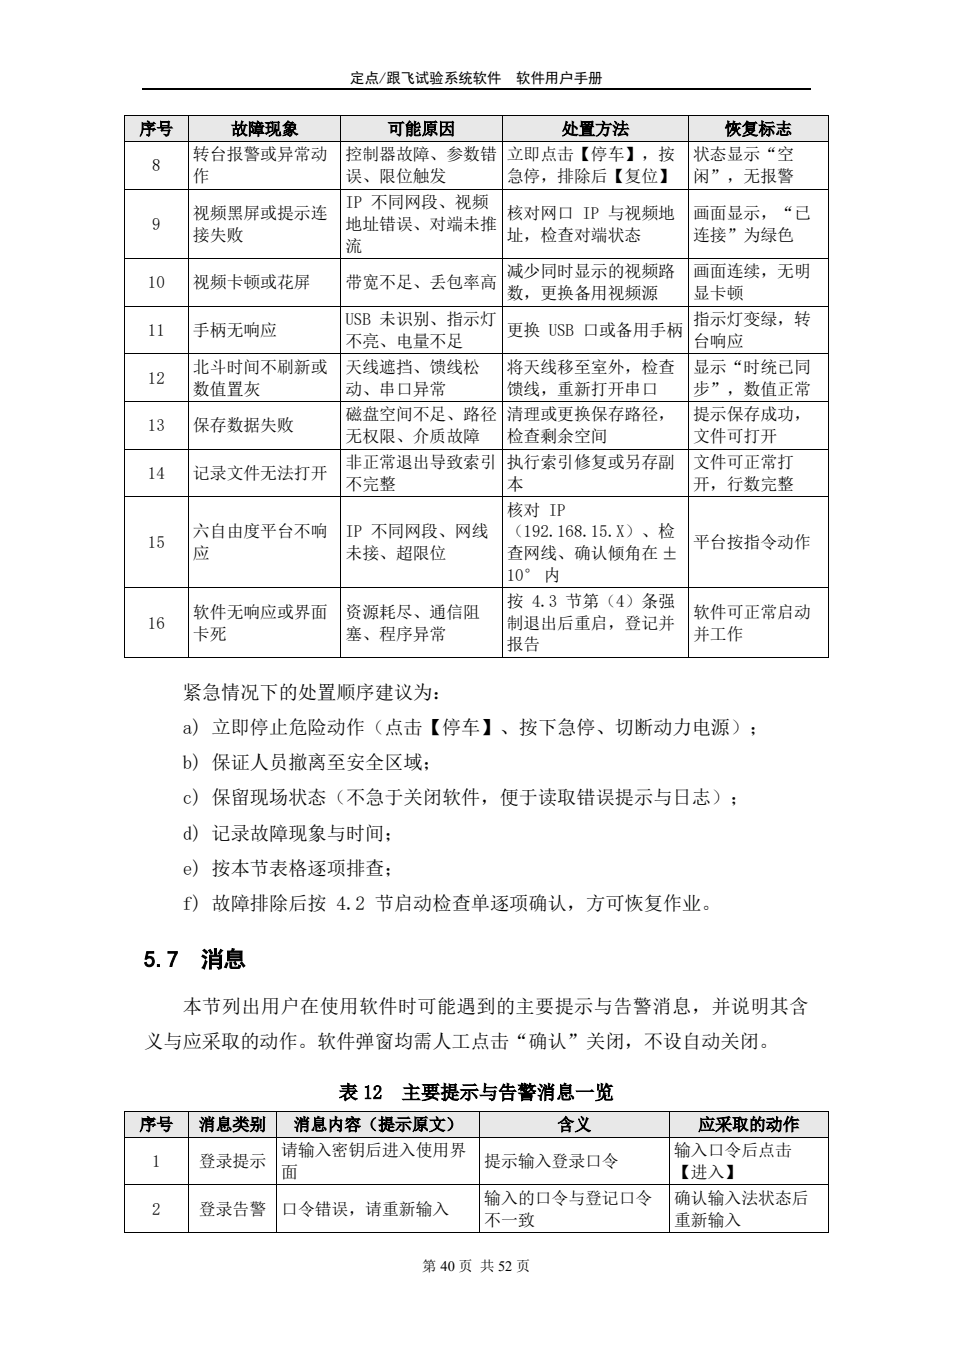 定点/跟飞试验系统软件　软件用户手册
序号 故障现象 可能原因 处置方法 恢复标志
8 转台报警或异常动作 控制器故障、参数错误、限位触发 立即点击【停车】，按急停，排除后【复位】 状态显示“空闲”，无报警
9 视频黑屏或提示连接失败 IP 不同网段、视频地址错误、对端未推流 核对网口 IP 与视频地址，检查对端状态 画面显示，“已连接”为绿色
10 视频卡顿或花屏 带宽不足、丢包率高 减少同时显示的视频路数，更换备用视频源 画面连续，无明显卡顿
11 手柄无响应 USB 未识别、指示灯不亮、电量不足 更换 USB 口或备用手柄 指示灯变绿，转台响应
12 北斗时间不刷新或数值置灰 天线遮挡、馈线松动、串口异常 将天线移至室外，检查馈线，重新打开串口 显示“时统已同步”，数值正常
13 保存数据失败 磁盘空间不足、路径无权限、介质故障 清理或更换保存路径，检查剩余空间 提示保存成功，文件可打开
14 记录文件无法打开 非正常退出导致索引不完整 执行索引修复或另存副本 文件可正常打开，行数完整
15 六自由度平台不响应 IP 不同网段、网线未接、超限位 核对 IP（192.168.15.X）、检查网线、确认倾角在 ±10° 内 平台按指令动作
16 软件无响应或界面卡死 资源耗尽、通信阻塞、程序异常 按 4.3 节第（4）条强制退出后重启，登记并报告 软件可正常启动并工作
紧急情况下的处置顺序建议为：
a) 立即停止危险动作（点击【停车】、按下急停、切断动力电源）；
b) 保证人员撤离至安全区域；
c) 保留现场状态（不急于关闭软件，便于读取错误提示与日志）；
d) 记录故障现象与时间；
e) 按本节表格逐项排查；
f) 故障排除后按 4.2 节启动检查单逐项确认，方可恢复作业。
5.7　消息
本节列出用户在使用软件时可能遇到的主要提示与告警消息，并说明其含
义与应采取的动作。软件弹窗均需人工点击“确认”关闭，不设自动关闭。
表 12　主要提示与告警消息一览
序号 消息类别 消息内容（提示原文） 含义 应采取的动作
1 登录提示 请输入密钥后进入使用界面 提示输入登录口令 输入口令后点击【进入】
2 登录告警 口令错误，请重新输入 输入的口令与登记口令不一致 确认输入法状态后重新输入
第 40 页 共 52 页